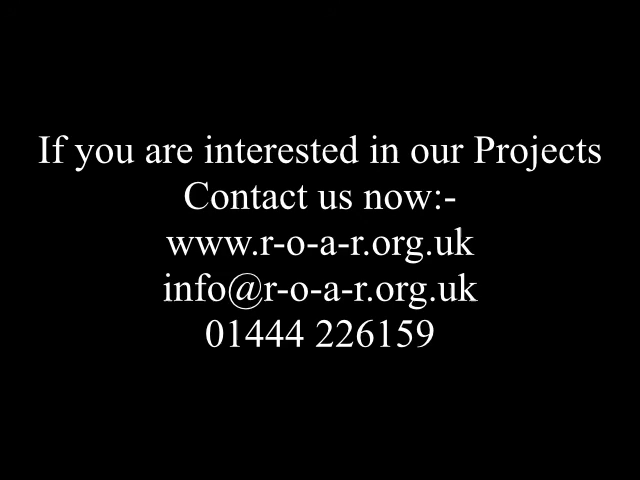 If you are interested in our Projects
Contact us now:-
www.r-o-a-r.org.uk
info@r-o-a-r.org.uk
01444 226159